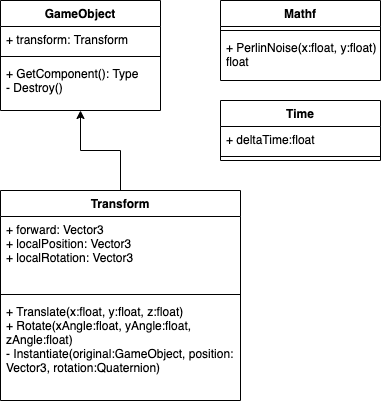 GameObject
+ transform: Transform
+ GetComponent(): Type
- Destroy()
Mathf
+ PerlinNoise(x:float, y:float)
float
Time
+ deltaTime:float
Transform
+ forward: Vector3
+ localPosition: Vector3
+ localRotation: Vector3
+ Translate(x:float, y:float, z:float)
+ Rotate(xAngle:float, yAngle:float,
zAngle:float)
- Instantiate(original:GameObject, position:
Vector3, rotation:Quaternion)